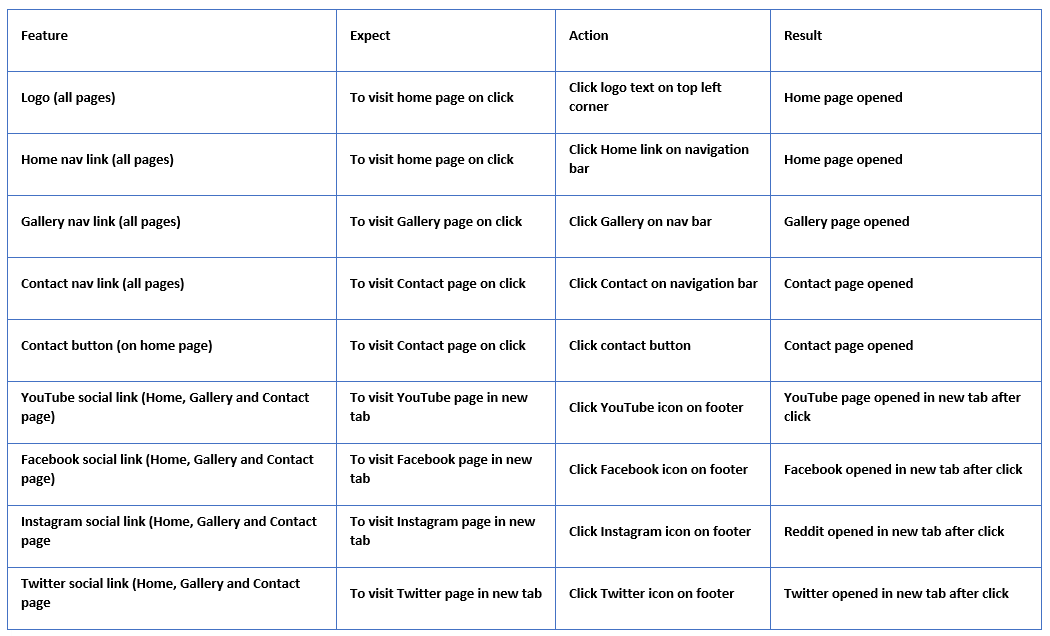 Feature
Expect
Action
Result
Logo (all pages)
To visit home page on click
Click logo text on top left
corner
Home page opened
Home nav link (all pages)
To visit home page on click
Click Home link on navigation
bar
Home page opened
Gallery nav link (all pages)
To visit Gallery page on click
Click Gallery on nav bar
Gallery page opened
Contact nav link (all pages)
To visit Contact page on click
Click Contact on navigation bar
Contact page opened
Contact button (on home page)
To visit Contact page on click
Click contact button
Contact page opened
YouTube social link (Home, Gallery and Contact
page)
To visit YouTube page in new
tab
Click YouTube icon on footer
YouTube page opened in new tab after
click
Facebook social link (Home, Gallery and Contact
page)
To visit Facebook page in new
tab
Click Facebook icon on footer
Facebook opened in new tab after click
Instagram social link (Home, Gallery and Contact
page
To visit Instagram page in new
tab
Click Instagram icon on footer
Reddit opened in new tab after click
Twitter social link (Home, Gallery and Contact
page
To visit Twitter page in new tab
Click Twitter icon on footer
Twitter opened in new tab after click